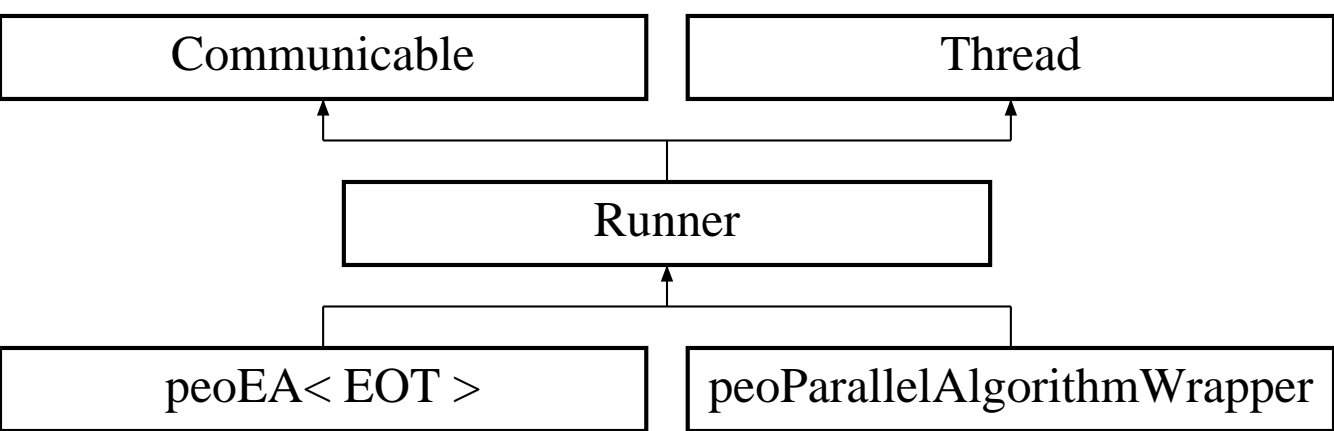 Communicable
Thread
Runner
peoEA< EOT >
peoParallelAlgorithmWrapper